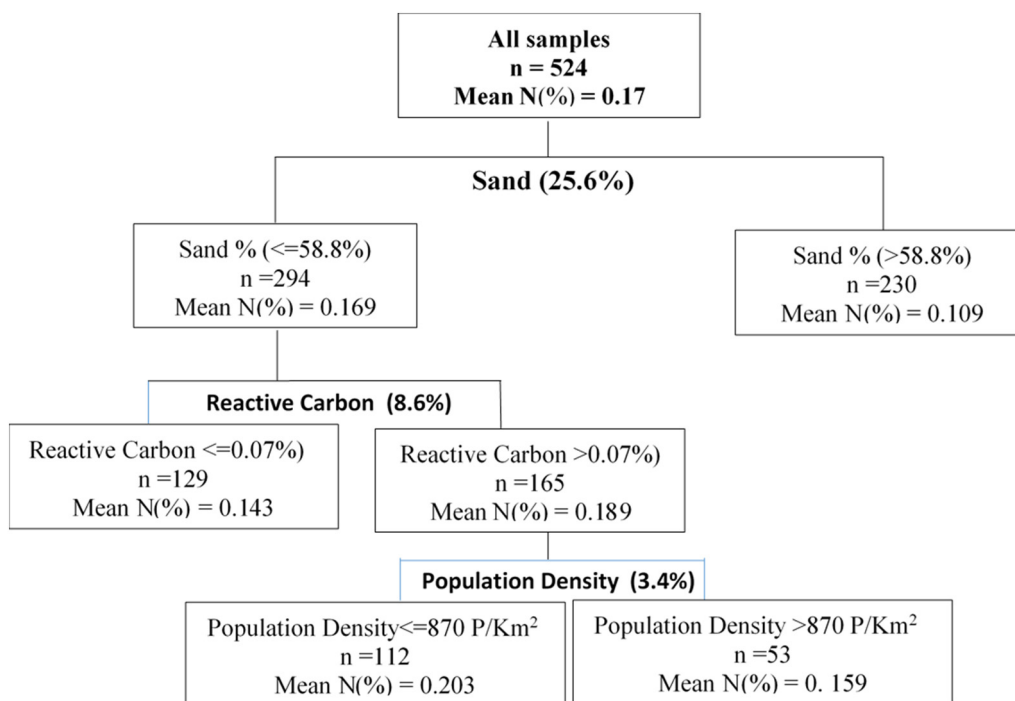 All samples
n = 524
Mean N(%) = 0.17
Sand (25.6%)
Sand % (<=58.8%)
n =294
Mean N(%) = 0.169
Sand % (>58.8%)
n =230
Mean N(%) = 0.109
Reactive Carbon (8.6%)
Reactive Carbon <=0.07%)
n =129
Mean N(%) = 0.143
Reactive Carbon >0.07%)
n =165
Mean N(%) = 0.189
Population Density (3.4%)
Population Density<=870 P/Km²
n =112
Mean N(%) = 0.203
Population Density >870 P/Km²
n =53
Mean N(%) = 0. 159